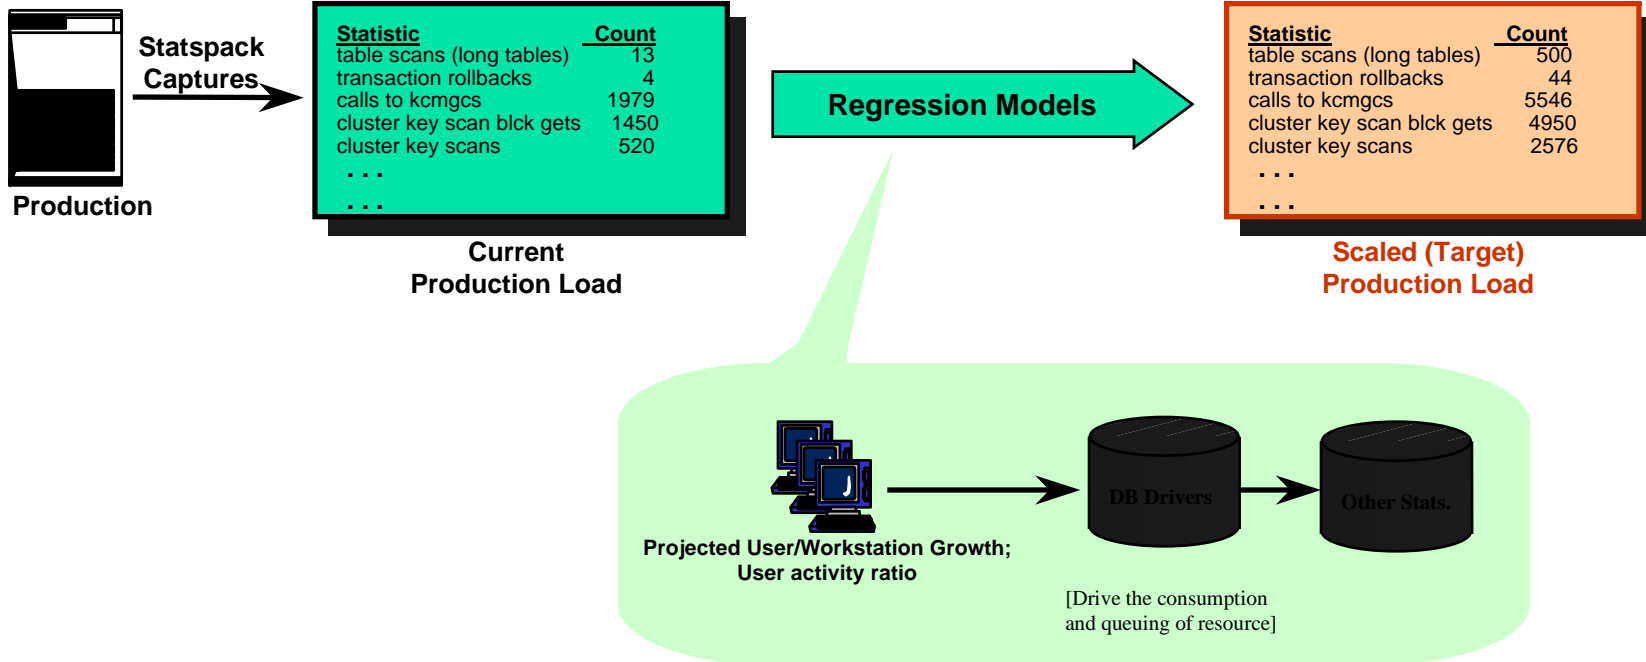 Statspack
Captures
Production
Statistic Count
table scans (long tables) 13
transaction rollbacks 4
calls to kcmgcs 1979
cluster key scan blck gets 1450
cluster key scans 520
. . .
. . .
Current
Production Load
Regression Models
Statistic Count
table scans (long tables) 500
transaction rollbacks 44
calls to kcmgcs 5546
cluster key scan blck gets 4950
cluster key scans 2576
. . .
. . .
Scaled (Target)
Production Load
Projected User/Workstation Growth;
User activity ratio
DB Drivers
Other Stats.
[Drive the consumption
and queuing of resource]